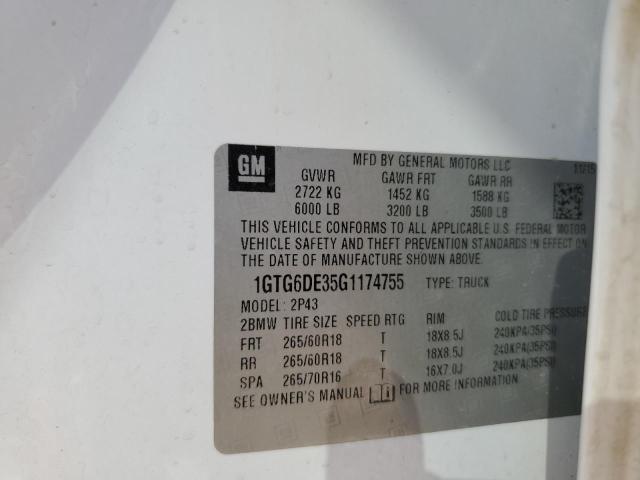 GM
MFD BY GENERAL MOTORS LLC 11/15
GVWR GAWR FRT GAWR RR
2722 KG 1452 KG 1588 KG
6000 LB 3200 LB 3500 LB
THIS VEHICLE CONFORMS TO ALL APPLICABLE U.S. FEDERAL MOTOR
VEHICLE SAFETY AND THEFT PREVENTION STANDARDS IN EFFECT ON
THE DATE OF MANUFACTURE SHOWN ABOVE.
1GTG6DE35G1174755 TYPE: TRUCK
MODEL: 2P43
2BMW TIRE SIZE SPEED RTG RIM COLD TIRE PRESSURE
FRT 265/60R18 T 18X8.5J 240KPA(35PSI)
RR 265/60R18 T 18X8.5J 240KPA(35PSI)
SPA 265/70R16 T 16X7.0J 240KPA(35PSI)
SEE OWNER'S MANUAL FOR MORE INFORMATION